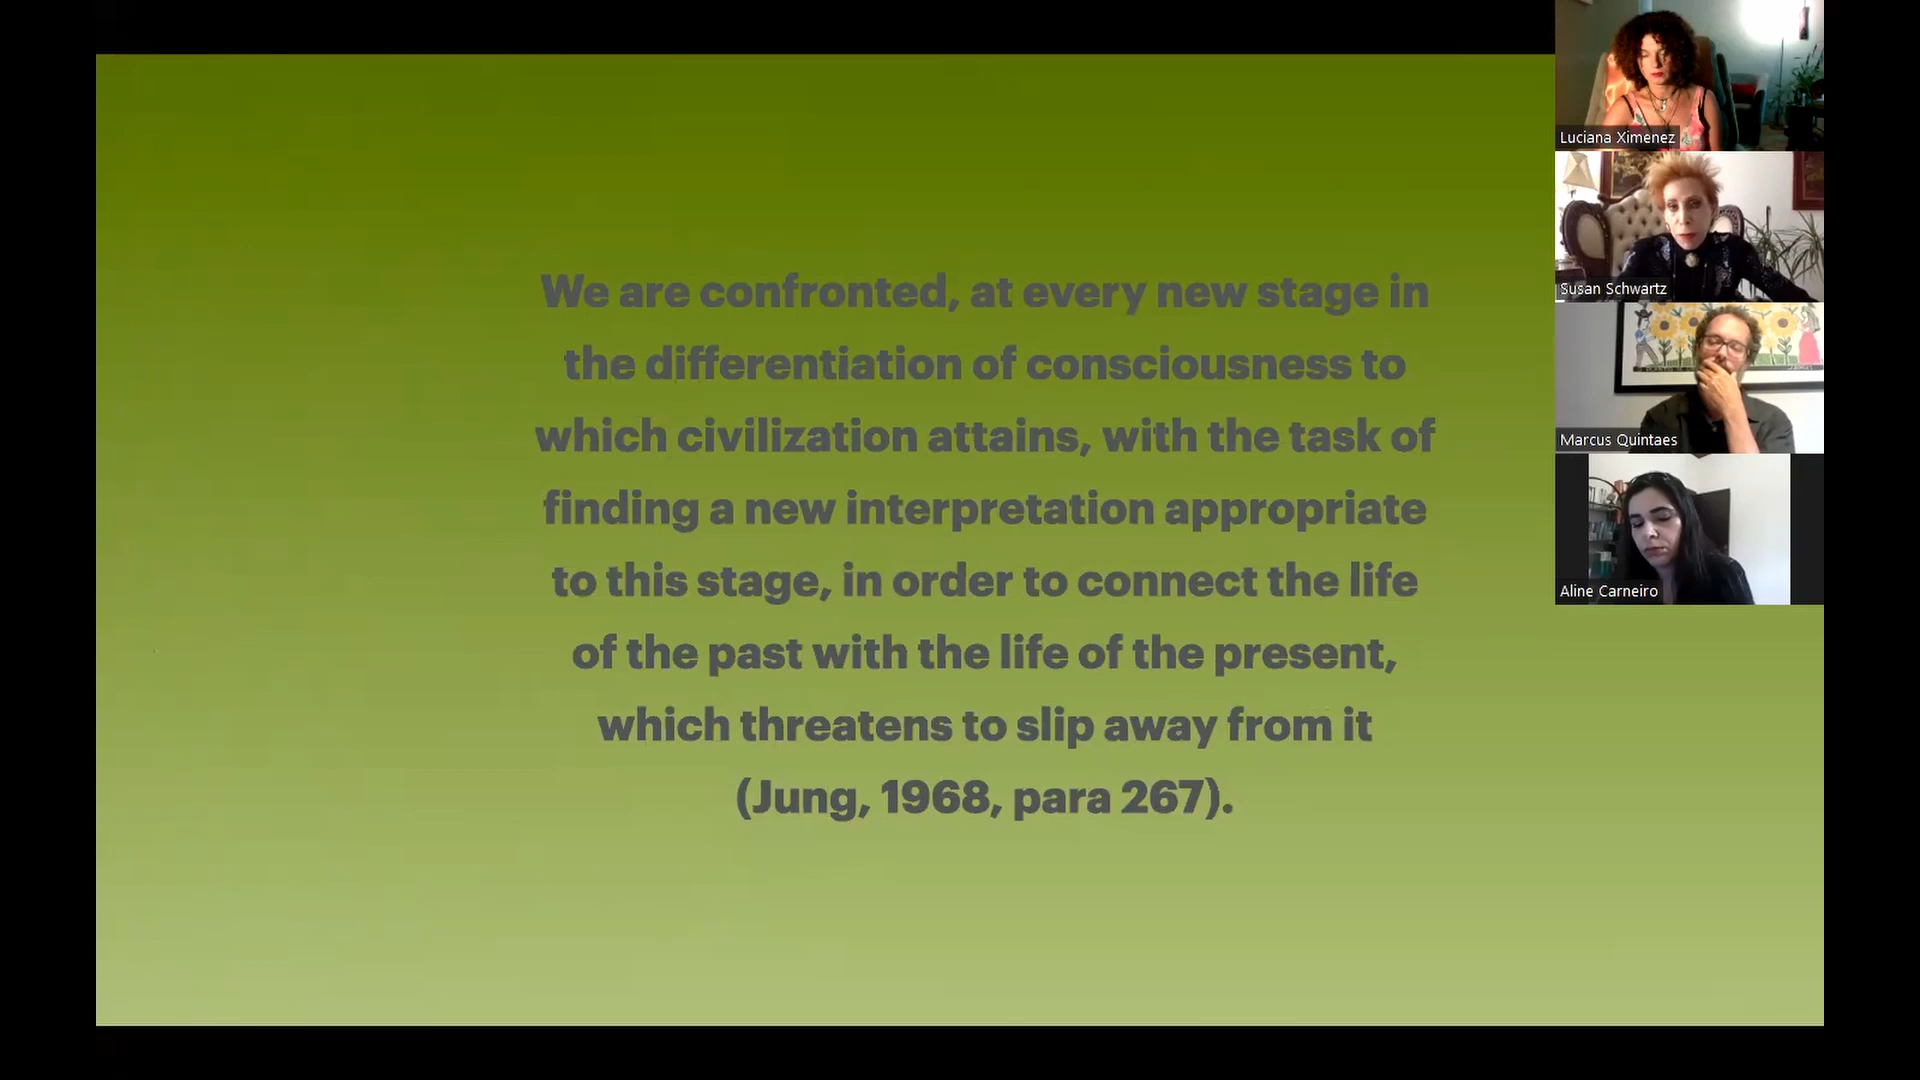 We are confronted, at every new stage in
the differentiation of consciousness to
which civilization attains, with the task of
finding a new interpretation appropriate
to this stage, in order to connect the life
of the past with the life of the present,
which threatens to slip away from it
(Jung, 1968, para 267).
Luciana Ximenez
Susan Schwartz
Marcus Quintaes
Aline Carneiro